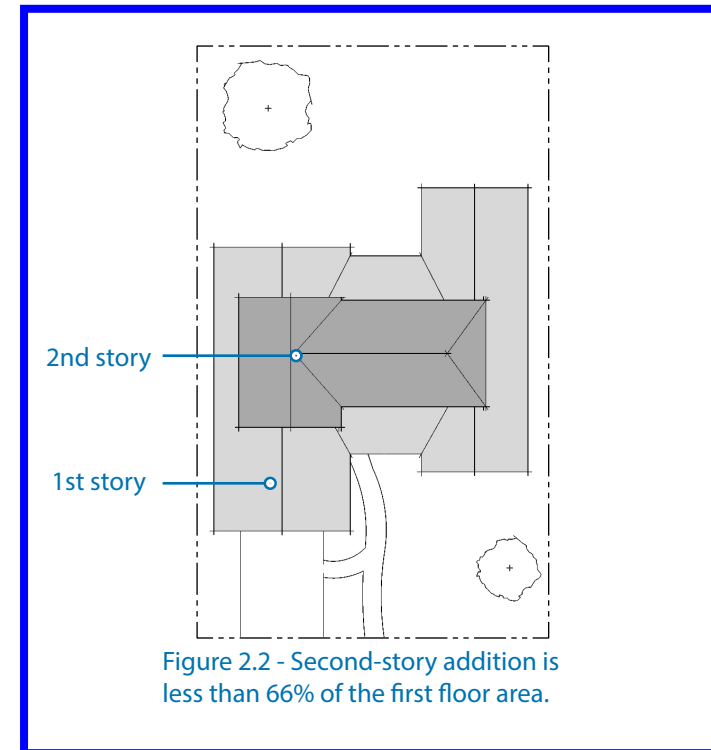 2nd story
1st story
Figure 2.2 - Second-story addition is
less than 66% of the first floor area.